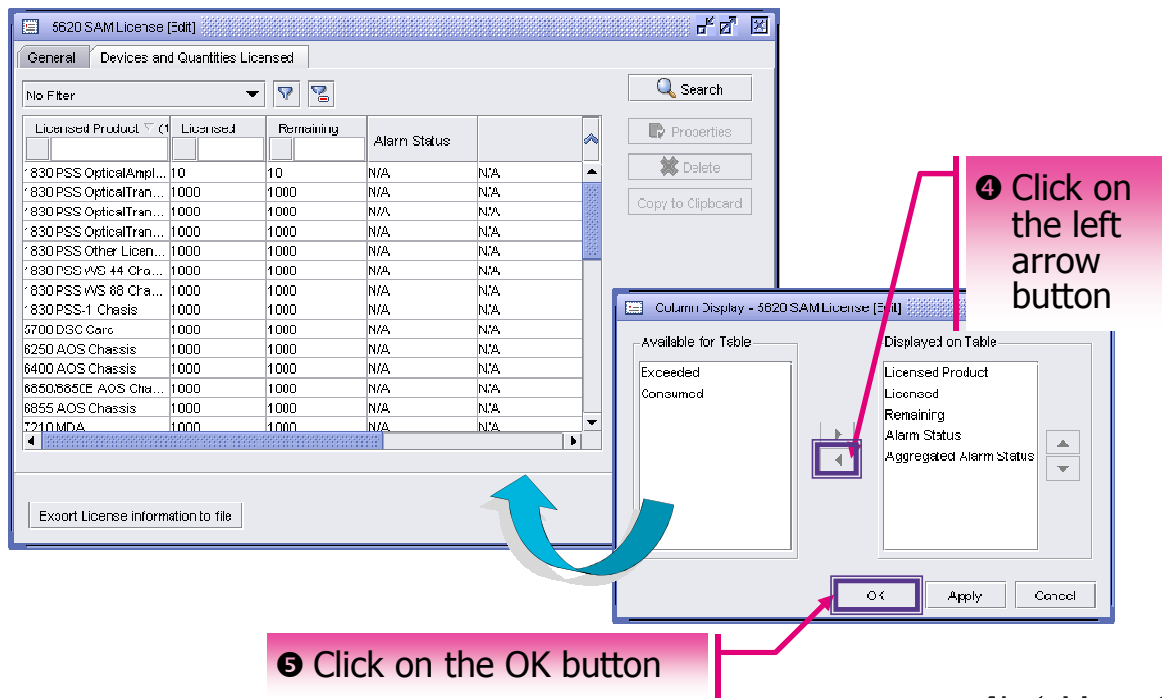 5620 SAM License [Edit]
General Devices and Quantities Licensed
No Filter
Search
Properties
Delete
Copy to Clipboard
Licensed Product (1 Licensed Remaining Alarm Status
1830 PSS OpticalAmpl... 10 10 N/A N/A
1830 PSS OpticalTran... 1000 1000 N/A N/A
1830 PSS OpticalTran... 1000 1000 N/A N/A
1830 PSS OpticalTran... 1000 1000 N/A N/A
1830 PSS Other Licen... 1000 1000 N/A N/A
1830 PSS WS 44 Cha... 1000 1000 N/A N/A
1830 PSS WS 88 Cha... 1000 1000 N/A N/A
1830 PSS-1 Chasis 1000 1000 N/A N/A
5700 DSC Card 1000 1000 N/A N/A
6250 AOS Chassis 1000 1000 N/A N/A
6400 AOS Chassis 1000 1000 N/A N/A
6850/6850E AOS Cha... 1000 1000 N/A N/A
6855 AOS Chassis 1000 1000 N/A N/A
7210 MDA 1000 1000 N/A N/A
Export License information to file
❹ Click on
the left
arrow
button
Column Display - 5620 SAM License [Edit]
Available for Table
Exceeded
Consumed
Displayed on Table
Licensed Product
Licensed
Remaining
Alarm Status
Aggregated Alarm Status
OK Apply Cancel
❺ Click on the OK button